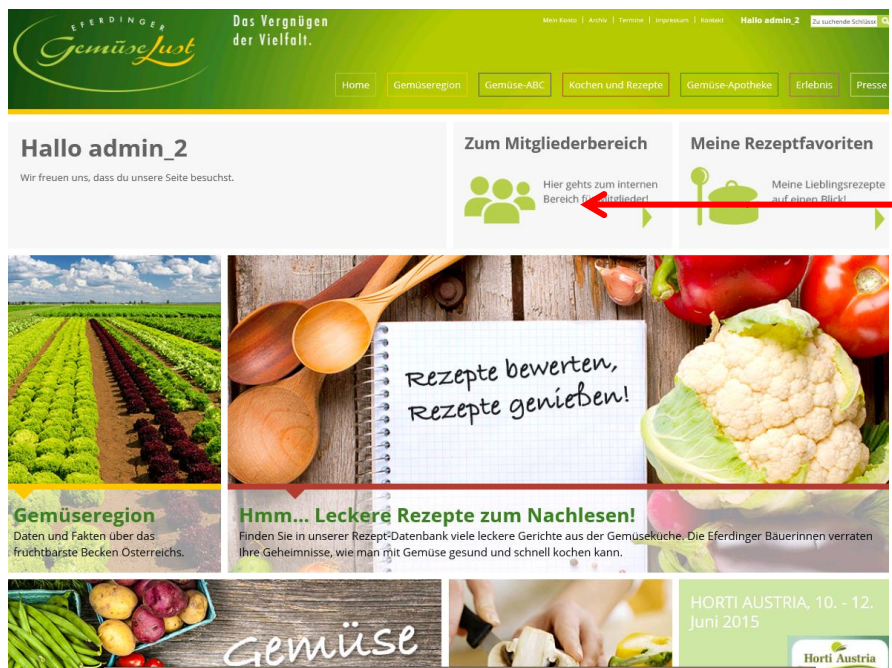 EFERDINGER
GemüseLust
Das Vergnügen
der Vielfalt.
Mein Konto | Archiv | Termine | Impressum | Kontakt
Hallo admin_2
Zu suchende Schlüsse
Home
Gemüseregion
Gemüse-ABC
Kochen und Rezepte
Gemüse-Apotheke
Erlebnis
Presse
Hallo admin_2
Wir freuen uns, dass du unsere Seite besuchst.
Zum Mitgliederbereich
Hier gehts zum internen
Bereich für Mitglieder!
Meine Rezeptfavoriten
Meine Lieblingsrezepte
auf einen Blick!
Rezepte bewerten,
Rezepte genießen!
Gemüseregion
Daten und Fakten über das
fruchtbarste Becken Österreichs.
Hmm... Leckere Rezepte zum Nachlesen!
Finden Sie in unserer Rezept-Datenbank viele leckere Gerichte aus der Gemüseküche. Die Eferdinger Bäuerinnen verraten
Ihre Geheimnisse, wie man mit Gemüse gesund und schnell kochen kann.
Gemüse
HORTI AUSTRIA, 10. - 12.
Juni 2015
Horti Austria